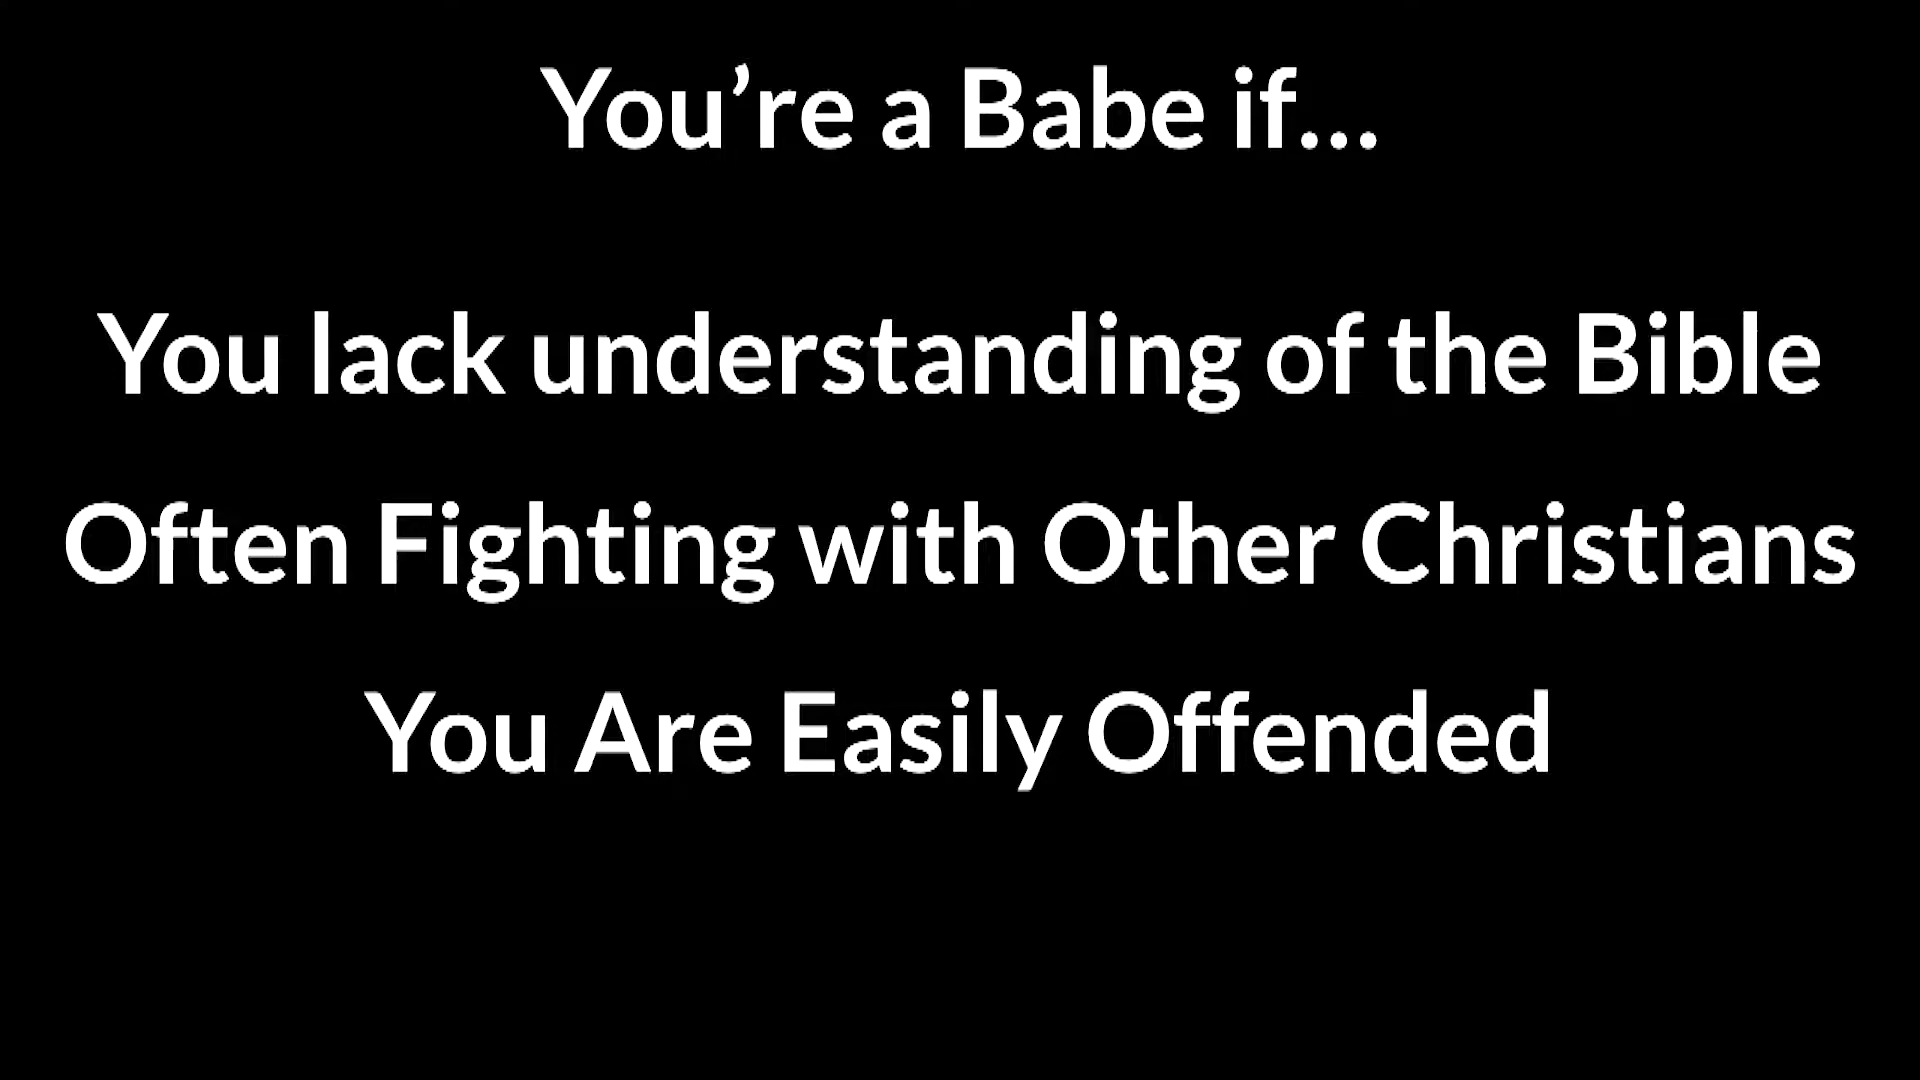 You’re a Babe if...
You lack understanding of the Bible
Often Fighting with Other Christians
You Are Easily Offended